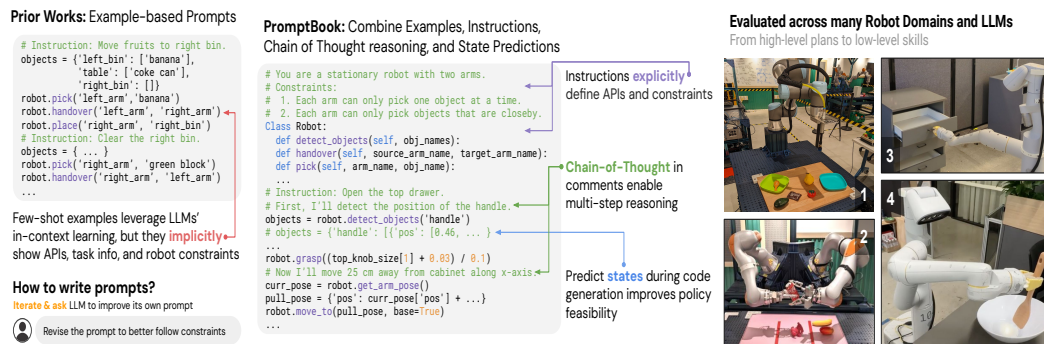 Prior Works: Example-based Prompts
# Instruction: Move fruits to right bin.
objects = {'left_bin': ['banana'],
'table': ['coke can'],
'right_bin': []}
robot.pick('left_arm','banana')
robot.handover('left_arm', 'right_arm')
robot.place('right_arm', 'right_bin')
# Instruction: Clear the right bin.
objects = { ... }
robot.pick('right_arm', 'green block')
robot.handover('right_arm', 'left_arm')
...
Few-shot examples leverage LLMs'
in-context learning, but they implicitly
show APIs, task info, and robot constraints
How to write prompts?
Iterate & ask LLM to improve its own prompt
Revise the prompt to better follow constraints
PromptBook: Combine Examples, Instructions,
Chain of Thought reasoning, and State Predictions
# You are a stationary robot with two arms.
# Constraints:
# 1. Each arm can only pick one object at a time.
# 2. Each arm can only pick objects that are closeby.
Class Robot:
def detect_objects(self, obj_names):
def handover(self, source_arm_name, target_arm_name):
def pick(self, arm_name, obj_name):
...
# Instruction: Open the top drawer.
# First, I'll detect the position of the handle.
objects = robot.detect_objects('handle')
# objects = {'handle': [{'pos': [0.46, ... }
...
robot.grasp((top_knob_size[1] + 0.03) / 0.1)
# Now I'll move 25 cm away from cabinet along x-axis.
curr_pose = robot.get_arm_pose()
pull_pose = {'pos': curr_pose['pos'] + ...}
robot.move_to(pull_pose, base=True)
...
Instructions explicitly
define APIs and constraints
Chain-of-Thought in
comments enable
multi-step reasoning
Predict states during code
generation improves policy
feasibility
Evaluated across many Robot Domains and LLMs
From high-level plans to low-level skills
1
2
3
4